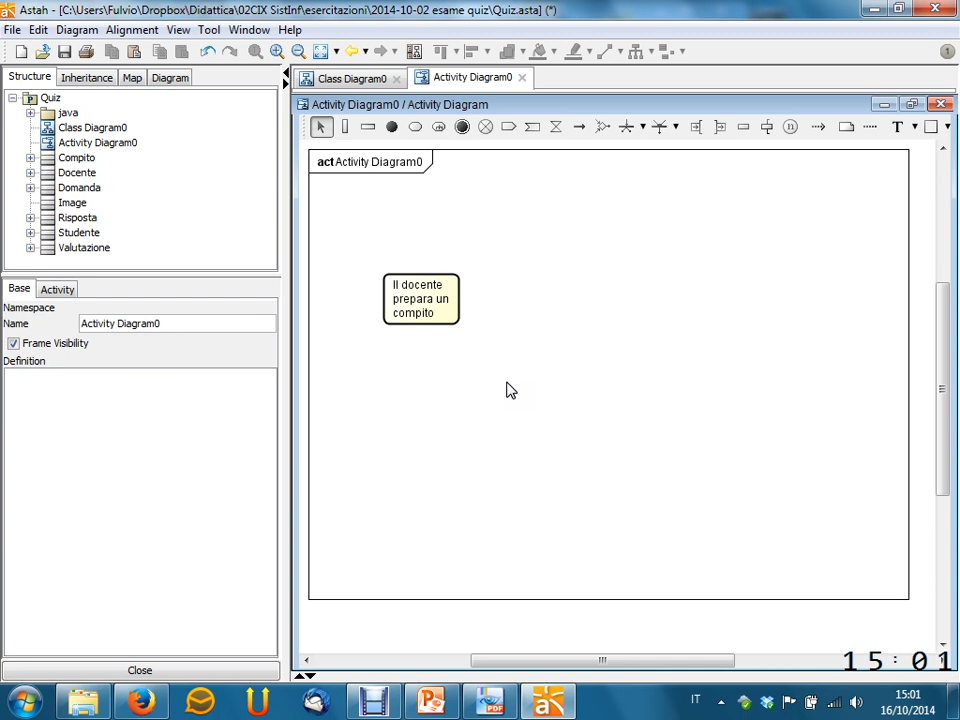 Astah - [C:\Users\Fulvio\Dropbox\Didattica\02CIX SistInf\esercitazioni\2014-10-02 esame quiz\Quiz.asta] (*)
File Edit Diagram Alignment View Tool Window Help
1
Structure Inheritance Map Diagram
Class Diagram0 Activity Diagram0
Quiz
java
Class Diagram0
Activity Diagram0
Compito
Docente
Domanda
Image
Risposta
Studente
Valutazione
Activity Diagram0 / Activity Diagram
act Activity Diagram0
Il docente
prepara un
compito
Base Activity
Namespace
Name Activity Diagram0
Frame Visibility
Definition
Close
15:01
IT
15:01
16/10/2014